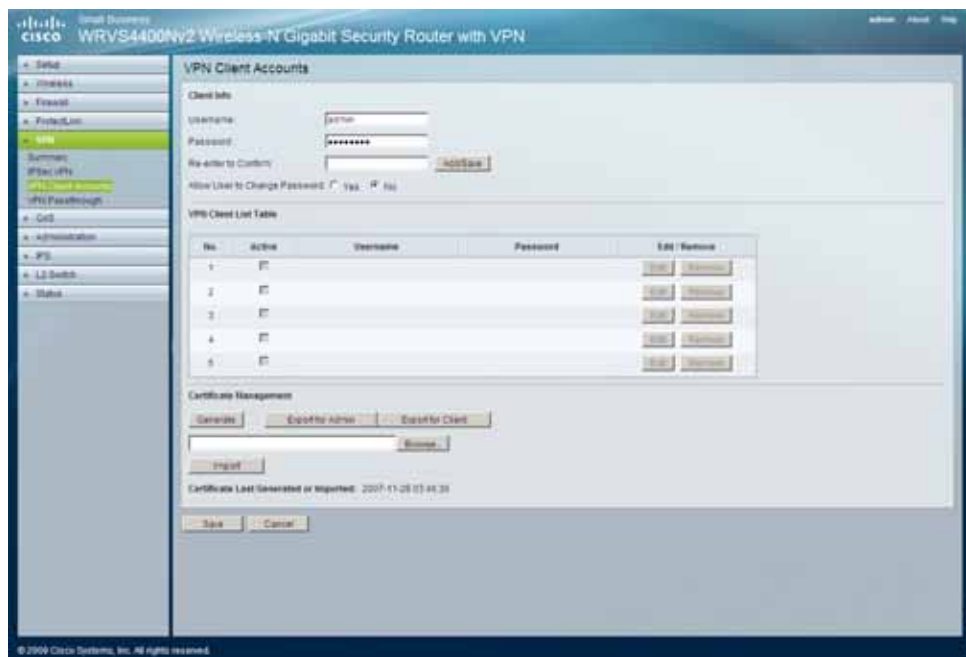 Small Business
cisco WRVS4400Nv2 Wireless-N Gigabit Security Router with VPN
admin About Help
Setup
Wireless
Firewall
ProtectLink
VPN
Summary
IPSec VPN
VPN Client Accounts
VPN Passthrough
QoS
Administration
IPS
L2 Switch
Status
VPN Client Accounts
Client Info
Username:
admin
Password:
••••••••
Re-enter to Confirm:
Add/Save
Allow User to Change Password: Yes No
VPN Client List Table
No. Active Username Password Edit / Remove
1 Edit Remove
2 Edit Remove
3 Edit Remove
4 Edit Remove
5 Edit Remove
Certificate Management
Generate Export for Admin Export for Client
Browse...
Import
Certificate Last Generated or Imported: 2007-11-28
Save Cancel
© 2009 Cisco Systems, Inc. All rights reserved.